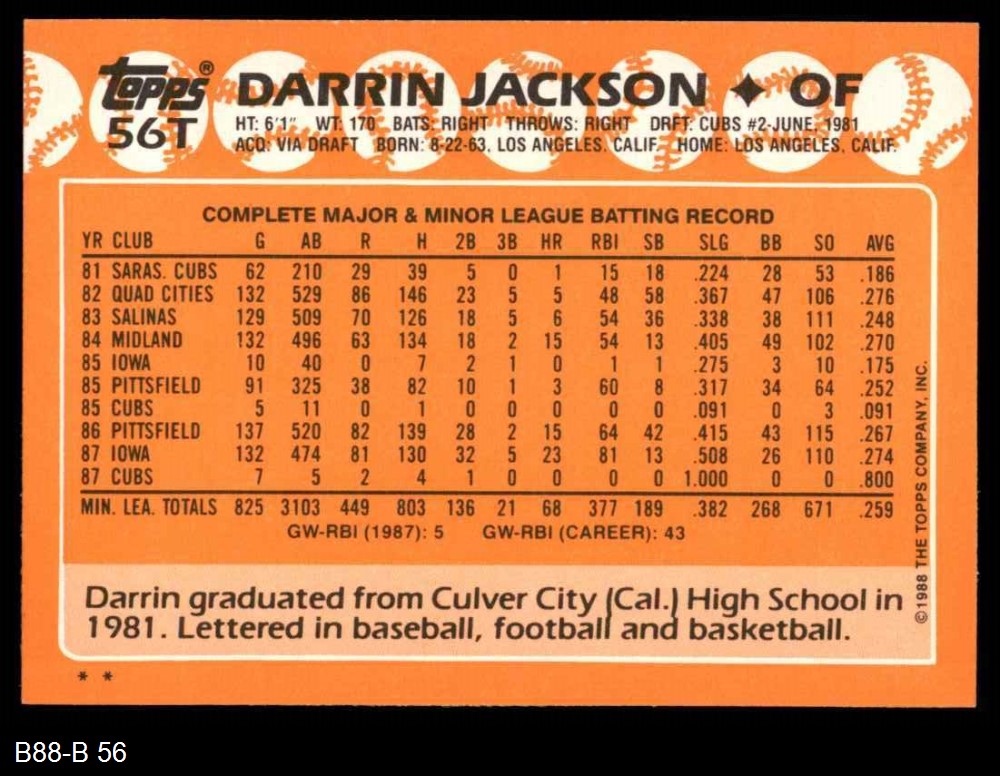 topps® DARRIN JACKSON ✦ OF
56T
HT: 6'1" WT: 170 BATS: RIGHT THROWS: RIGHT DRFT: CUBS #2-JUNE, 1981
ACQ: VIA DRAFT BORN: 8-22-63, LOS ANGELES, CALIF. HOME: LOS ANGELES, CALIF.
COMPLETE MAJOR & MINOR LEAGUE BATTING RECORD
YR CLUB G AB R H 2B 3B HR RBI SB SLG BB SO AVG
81 SARAS. CUBS 62 210 29 39 5 0 1 15 18 .224 28 53 .186
82 QUAD CITIES 132 529 86 146 23 5 5 48 58 .367 47 106 .276
83 SALINAS 129 509 70 126 18 5 6 54 36 .338 38 111 .248
84 MIDLAND 132 496 63 134 18 2 15 54 13 .405 49 102 .270
85 IOWA 10 40 0 7 2 1 0 1 1 .275 3 10 .175
85 PITTSFIELD 91 325 38 82 10 1 3 60 8 .317 34 64 .252
85 CUBS 5 11 0 1 0 0 0 0 0 .091 0 3 .091
86 PITTSFIELD 137 520 82 139 28 2 15 64 42 .415 43 115 .267
87 IOWA 132 474 81 130 32 5 23 81 13 .508 26 110 .274
87 CUBS 7 5 2 4 1 0 0 0 0 1.000 0 0 .800
MIN. LEA. TOTALS 825 3103 449 803 136 21 68 377 189 .382 268 671 .259
GW-RBI (1987): 5 GW-RBI (CAREER): 43
Darrin graduated from Culver City (Cal.) High School in
1981. Lettered in baseball, football and basketball.
©1988 THE TOPPS COMPANY, INC.
* *
B88-B 56